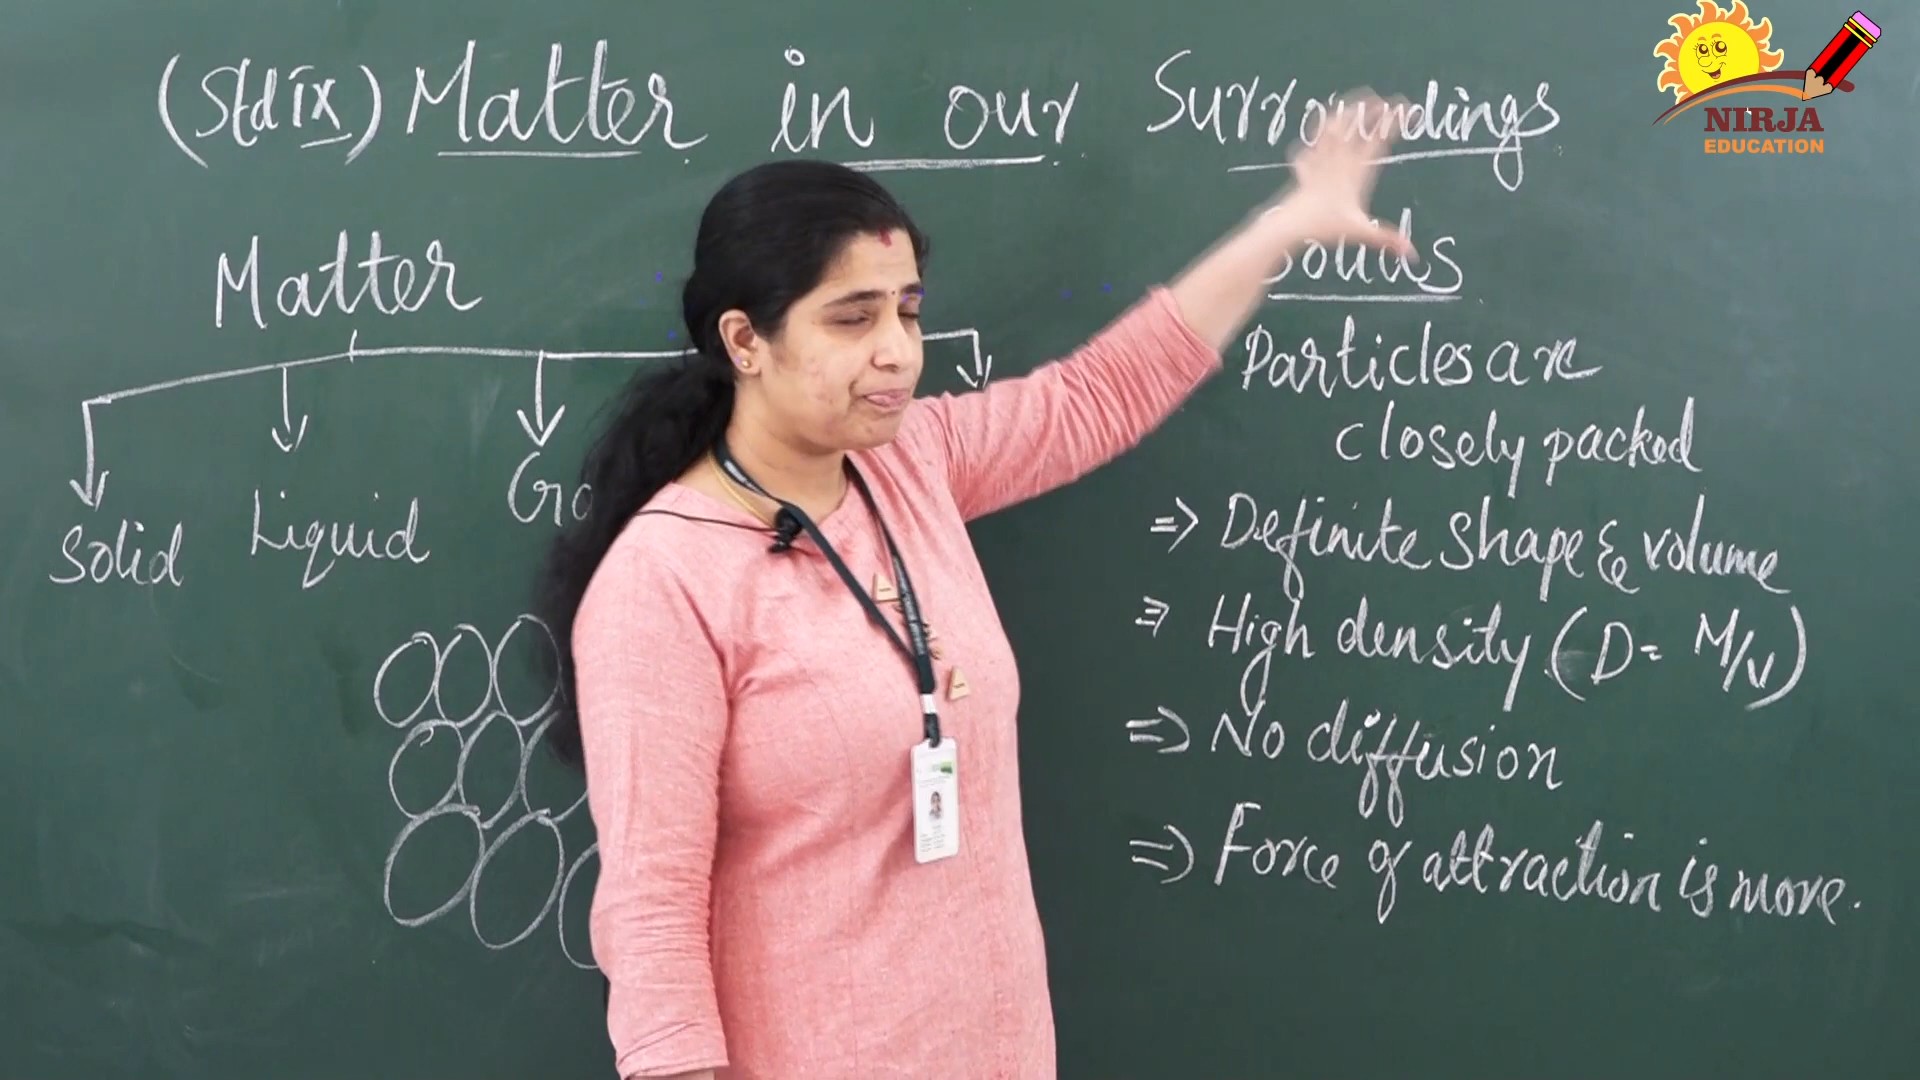 (Std IX) Matter in our Surroundings
NIRJA
EDUCATION
Matter
Solid
Liquid
Solids
Particles are
closely packed
⇒ Definite shape & volume
⇒ High density (D = M/V)
⇒ No diffusion
⇒ Force of attraction is more.